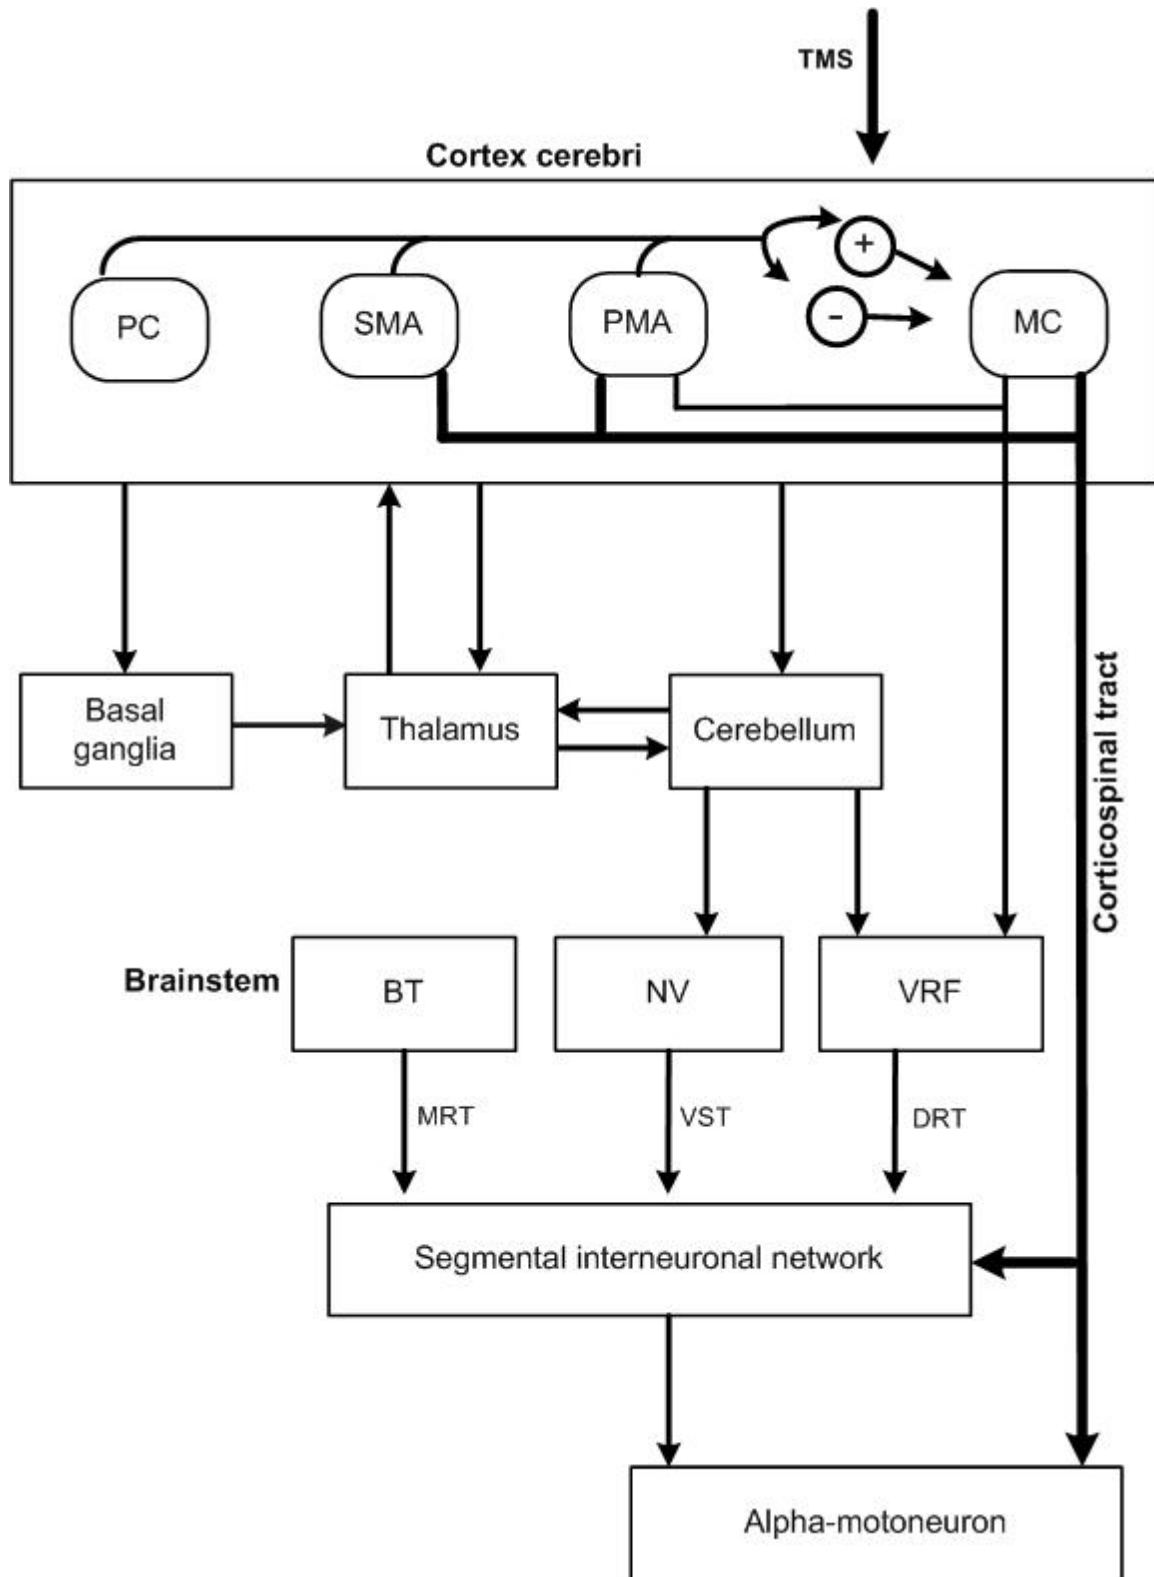 TMS
Cortex cerebri
+
PC
SMA
PMA
-
MC
Basal
ganglia
Thalamus
Cerebellum
Corticospinal tract
Brainstem
BT
NV
VRF
MRT
VST
DRT
Segmental interneuronal network
Alpha-motoneuron